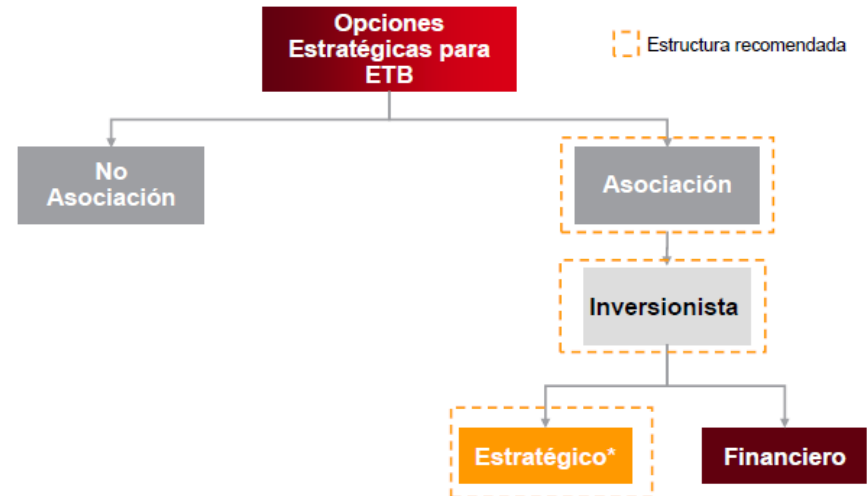 Opciones
Estratégicas para
ETB
Estructura recomendada
No
Asociación
Asociación
Inversionista
Estratégico*
Financiero